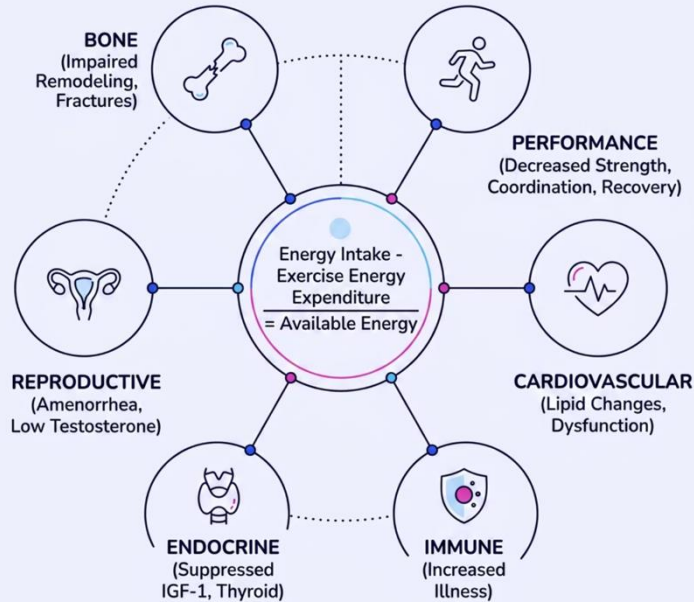 BONE
(Impaired
Remodeling,
Fractures)
PERFORMANCE
(Decreased Strength,
Coordination, Recovery)
Energy Intake -
Exercise Energy
Expenditure
= Available Energy
REPRODUCTIVE
(Amenorrhea,
Low Testosterone)
CARDIOVASCULAR
(Lipid Changes,
Dysfunction)
ENDOCRINE
(Suppressed
IGF-1, Thyroid)
IMMUNE
(Increased
Illness)